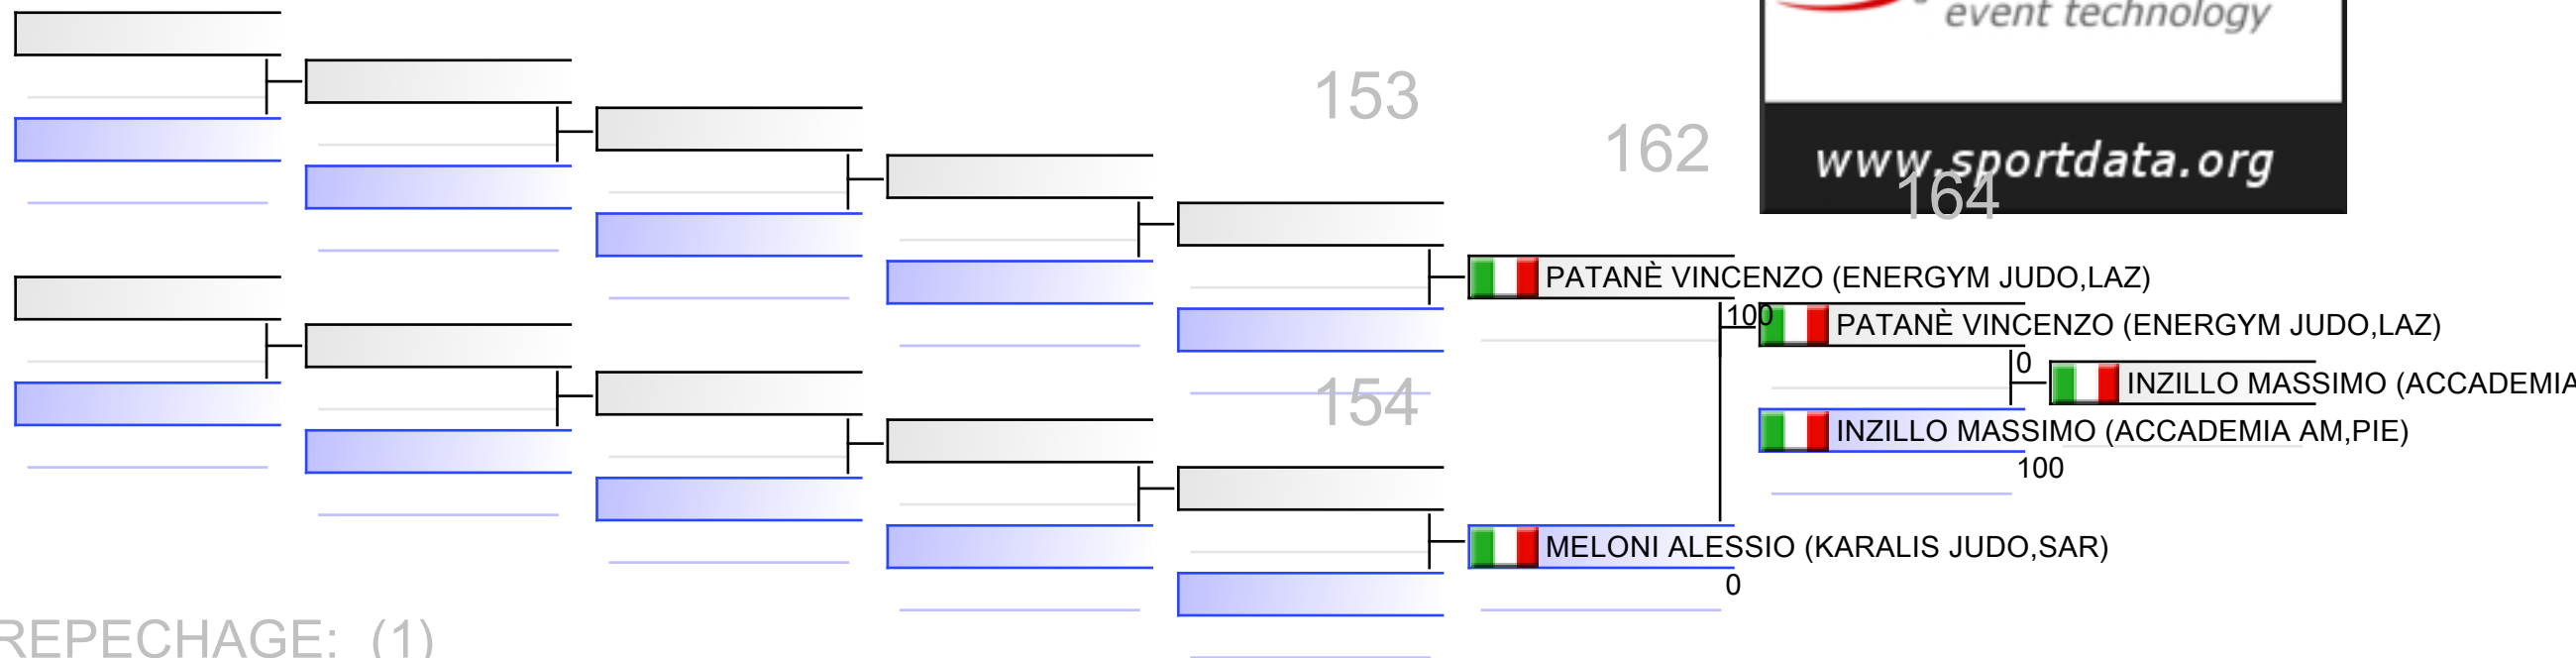 event technology
153
162
www.sportdata.org
164
PATANÈ VINCENZO (ENERGYM JUDO,LAZ)
100
PATANÈ VINCENZO (ENERGYM JUDO,LAZ)
0
INZILLO MASSIMO (ACCADEMIA
154
INZILLO MASSIMO (ACCADEMIA AM,PIE)
100
MELONI ALESSIO (KARALIS JUDO,SAR)
0
REPECHAGE: (1)